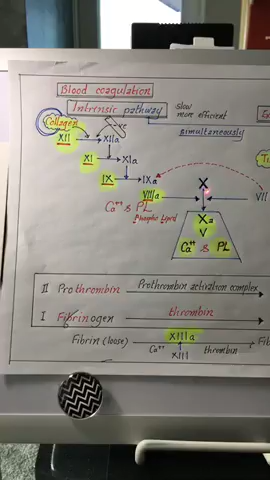 Blood coagulation
Intrinsic pathway
slow
more efficient
simultaneously
Collagen
XII → XIIa
-ve
XI → XIa
IX → IXa
X
VIIIa
VII
Ca++ & PL
Phospho Lipid
Xa
V
Ca++ & PL
II Prothrombin Prothrombin activation complex
I Fibrinogen thrombin
XIIIa
Fibrin (loose)
Ca++ thrombin
XIII